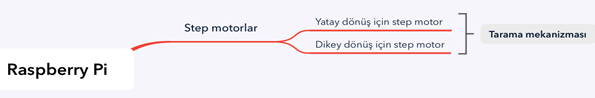 Step motorlar
Yatay dönüş için step motor
Dikey dönüş için step motor
Tarama mekanizması
Raspberry Pi